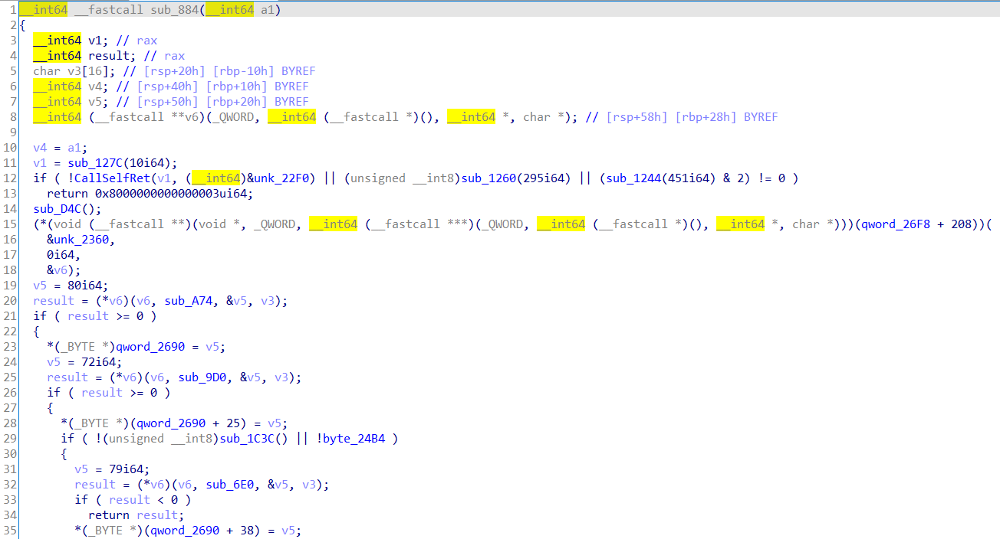 1 __int64 __fastcall sub_884(__int64 a1)
2 {
3 __int64 v1; // rax
4 __int64 result; // rax
5 char v3[16]; // [rsp+20h] [rbp-10h] BYREF
6 __int64 v4; // [rsp+40h] [rbp+10h] BYREF
7 __int64 v5; // [rsp+50h] [rbp+20h] BYREF
8 __int64 (__fastcall **v6)(_QWORD, __int64 (__fastcall *)(), __int64 *, char *); // [rsp+58h] [rbp+28h] BYREF
9
10 v4 = a1;
11 v1 = sub_127C(10i64);
12 if ( !CallSelfRet(v1, (__int64)&unk_22F0) || (unsigned __int8)sub_1260(295i64) || (sub_1244(451i64) & 2) != 0 )
13 return 0x8000000000000003ui64;
14 sub_D4C();
15 (*(void (__fastcall **)(void *, _QWORD, __int64 (__fastcall ***)(_QWORD, __int64 (__fastcall *)(), __int64 *, char *)))(qword_26F8 + 208))(
16 &unk_2360,
17 0i64,
18 &v6);
19 v5 = 80i64;
20 result = (*v6)(v6, sub_A74, &v5, v3);
21 if ( result >= 0 )
22 {
23 *(_BYTE *)qword_2690 = v5;
24 v5 = 72i64;
25 result = (*v6)(v6, sub_9D0, &v5, v3);
26 if ( result >= 0 )
27 {
28 *(_BYTE *)(qword_2690 + 25) = v5;
29 if ( !(unsigned __int8)sub_1C3C() || !byte_24B4 )
30 {
31 v5 = 79i64;
32 result = (*v6)(v6, sub_6E0, &v5, v3);
33 if ( result < 0 )
34 return result;
35 *(_BYTE *)(qword_2690 + 38) = v5;